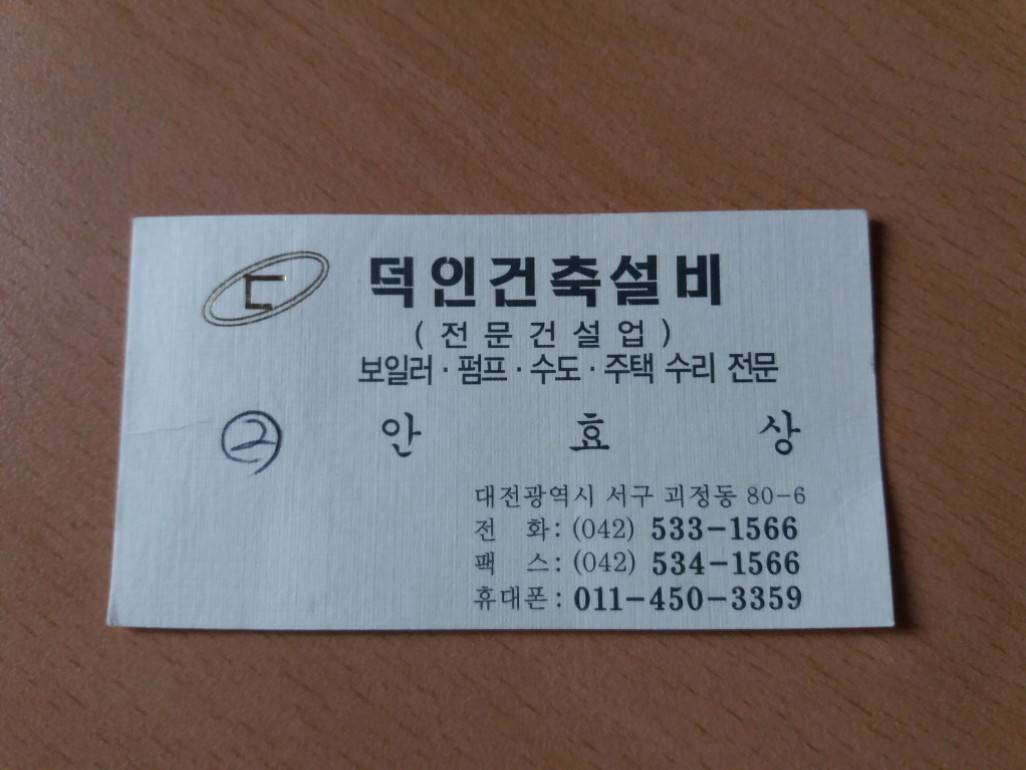 덕인건축설비
(전문건설업)
보일러·펌프·수도·주택 수리 전문
안 효 상
대전광역시 서구 괴정동 80-6
전 화: (042) 533-1566
팩 스: (042) 534-1566
휴대폰: 011-450-3359